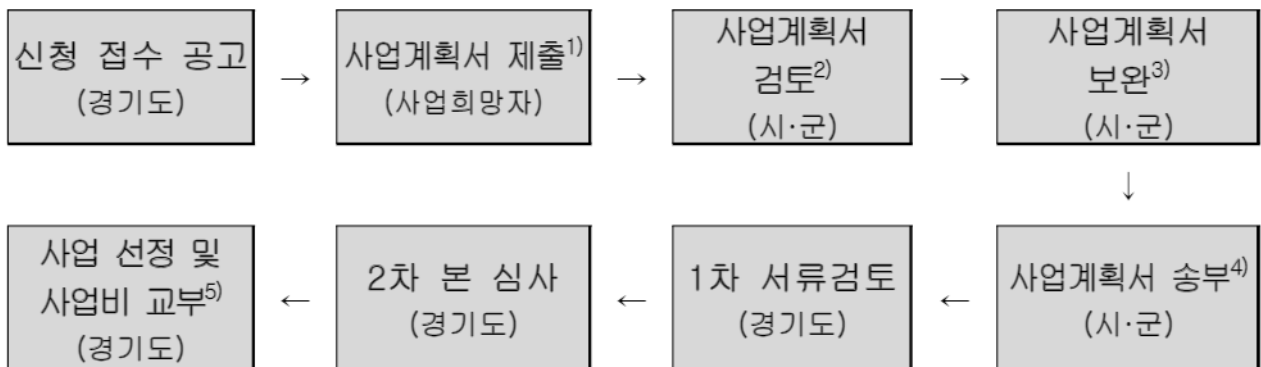 신청 접수 공고
(경기도)
→
사업계획서 제출1)
(사업희망자)
→
사업계획서
검토2)
(시·군)
→
사업계획서
보완3)
(시·군)
↓
사업계획서 송부4)
(시·군)
←
1차 서류검토
(경기도)
←
2차 본 심사
(경기도)
←
사업 선정 및
사업비 교부5)
(경기도)